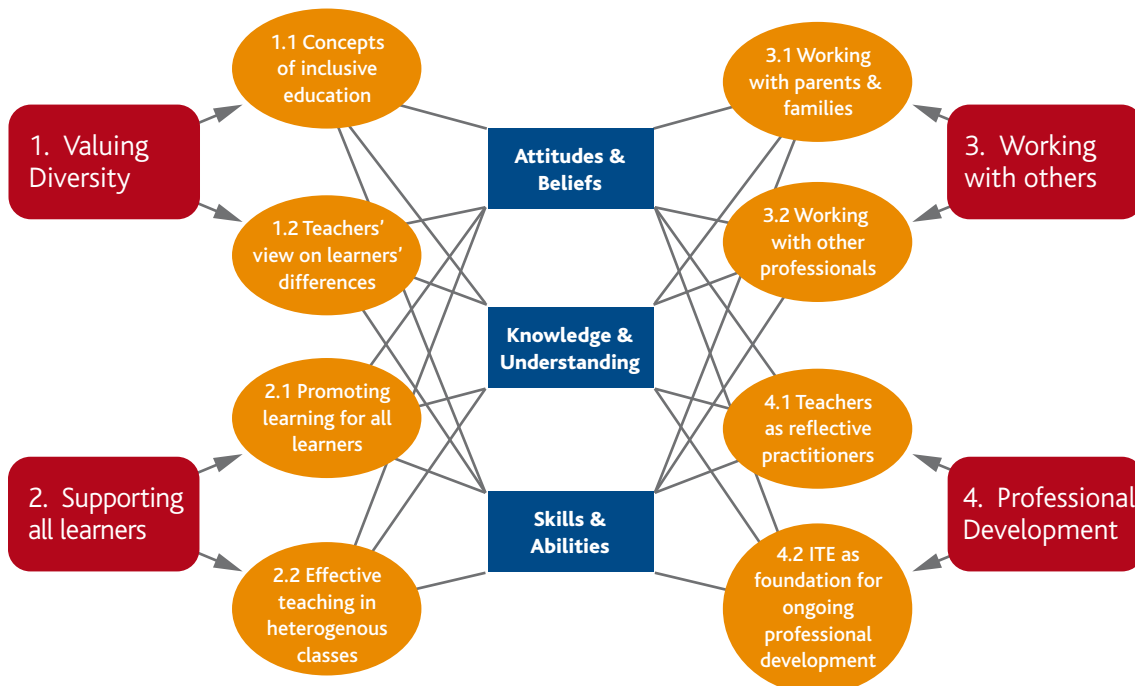 1.1 Concepts
of inclusive
education
1. Valuing
Diversity
1.2 Teachers'
view on learners'
differences
2.1 Promoting
learning for all
learners
2. Supporting
all learners
2.2 Effective
teaching in
heterogenous
classes
Attitudes &
Beliefs
Knowledge &
Understanding
Skills &
Abilities
3.1 Working
with parents &
families
3. Working
with others
3.2 Working
with other
professionals
4.1 Teachers
as reflective
practitioners
4. Professional
Development
4.2 ITE as
foundation for
ongoing
professional
development